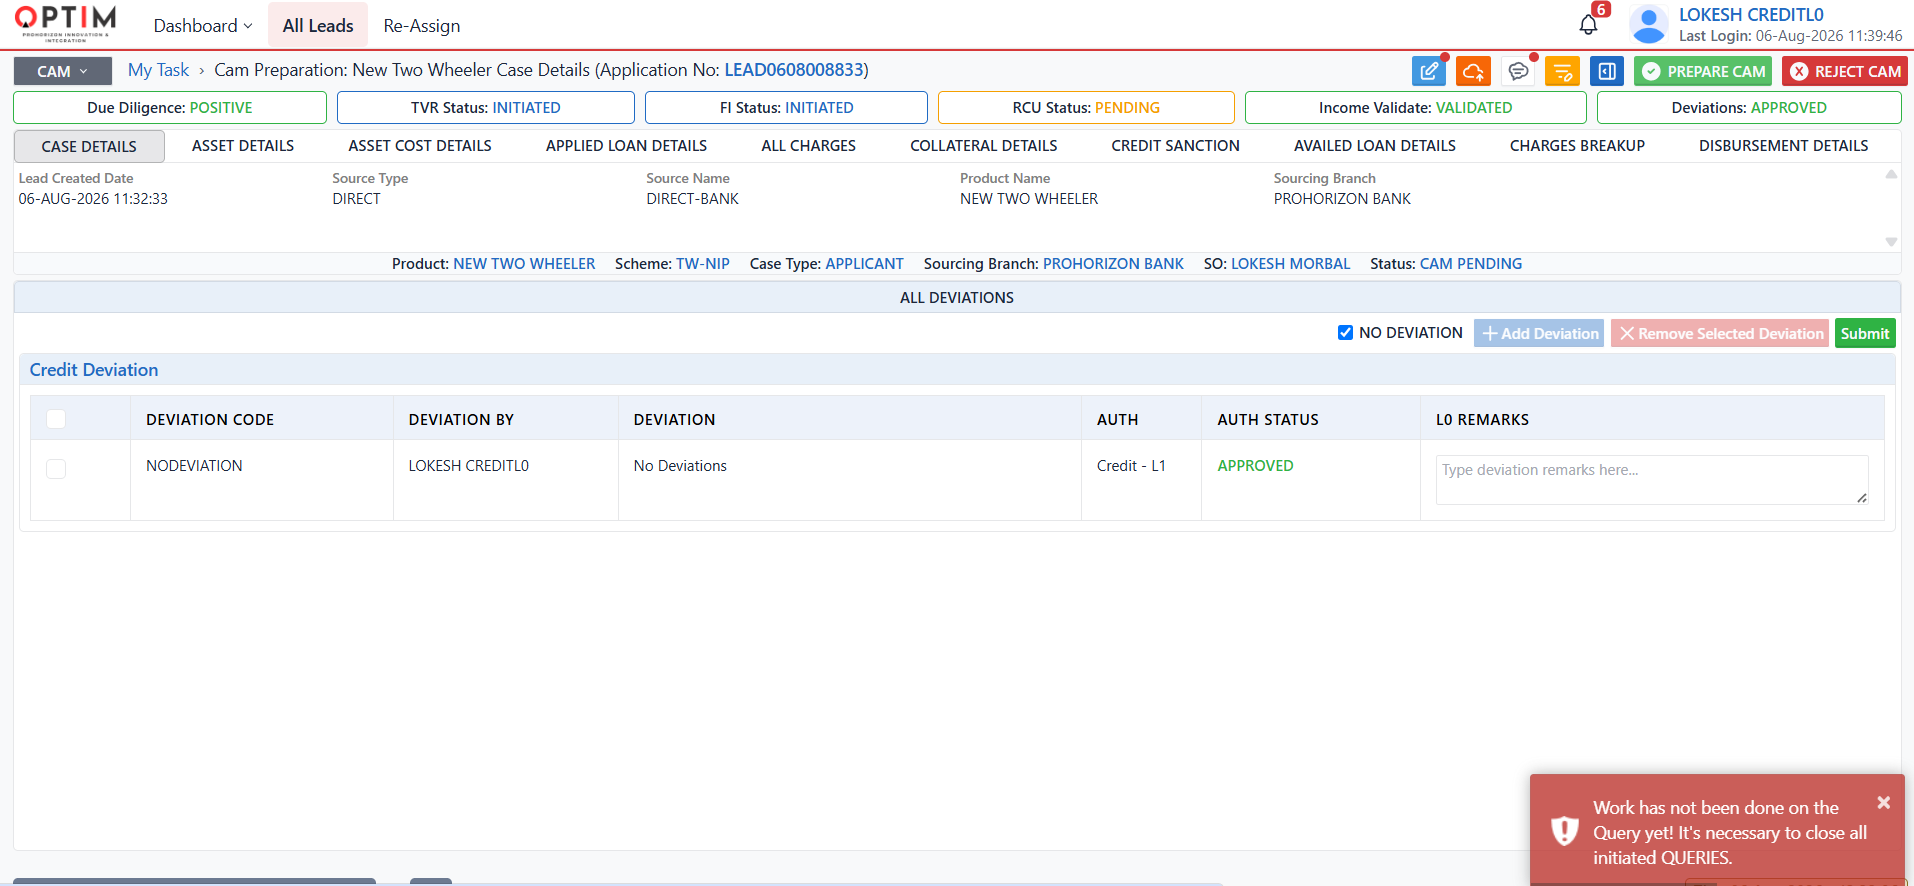 OPTIM
PROHORIZON INNOVATION & INTEGRATION
Dashboard
All Leads
Re-Assign
6
LOKESH CREDITL0
Last Login: 06-Aug-2026 11:39:46
CAM
My Task › Cam Preparation: New Two Wheeler Case Details (Application No: LEAD0608008833)
PREPARE CAM
REJECT CAM
Due Diligence: POSITIVE
TVR Status: INITIATED
FI Status: INITIATED
RCU Status: PENDING
Income Validate: VALIDATED
Deviations: APPROVED
CASE DETAILS
ASSET DETAILS
ASSET COST DETAILS
APPLIED LOAN DETAILS
ALL CHARGES
COLLATERAL DETAILS
CREDIT SANCTION
AVAILED LOAN DETAILS
CHARGES BREAKUP
DISBURSEMENT DETAILS
Lead Created Date
06-AUG-2026 11:32:33
Source Type
DIRECT
Source Name
DIRECT-BANK
Product Name
NEW TWO WHEELER
Sourcing Branch
PROHORIZON BANK
Product: NEW TWO WHEELER Scheme: TW-NIP Case Type: APPLICANT Sourcing Branch: PROHORIZON BANK SO: LOKESH MORBAL Status: CAM PENDING
ALL DEVIATIONS
NO DEVIATION
Add Deviation
Remove Selected Deviation
Submit
Credit Deviation
DEVIATION CODE DEVIATION BY DEVIATION AUTH AUTH STATUS L0 REMARKS
NODEVIATION LOKESH CREDITL0 No Deviations Credit - L1 APPROVED Type deviation remarks here...
Work has not been done on the
Query yet! It's necessary to close all
initiated QUERIES.